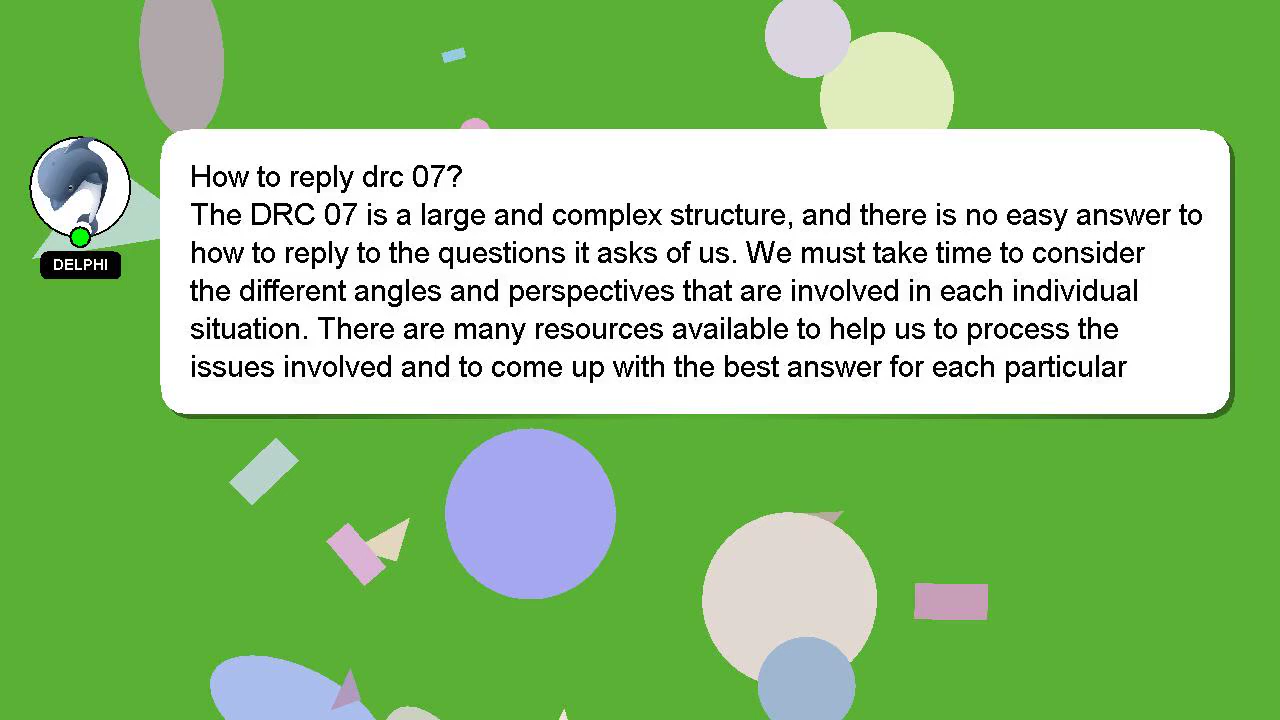 How to reply drc 07?
The DRC 07 is a large and complex structure, and there is no easy answer to
how to reply to the questions it asks of us. We must take time to consider
the different angles and perspectives that are involved in each individual
situation. There are many resources available to help us to process the
issues involved and to come up with the best answer for each particular
DELPHI